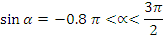 sin α = −0.8 π <∝<< 3π/2